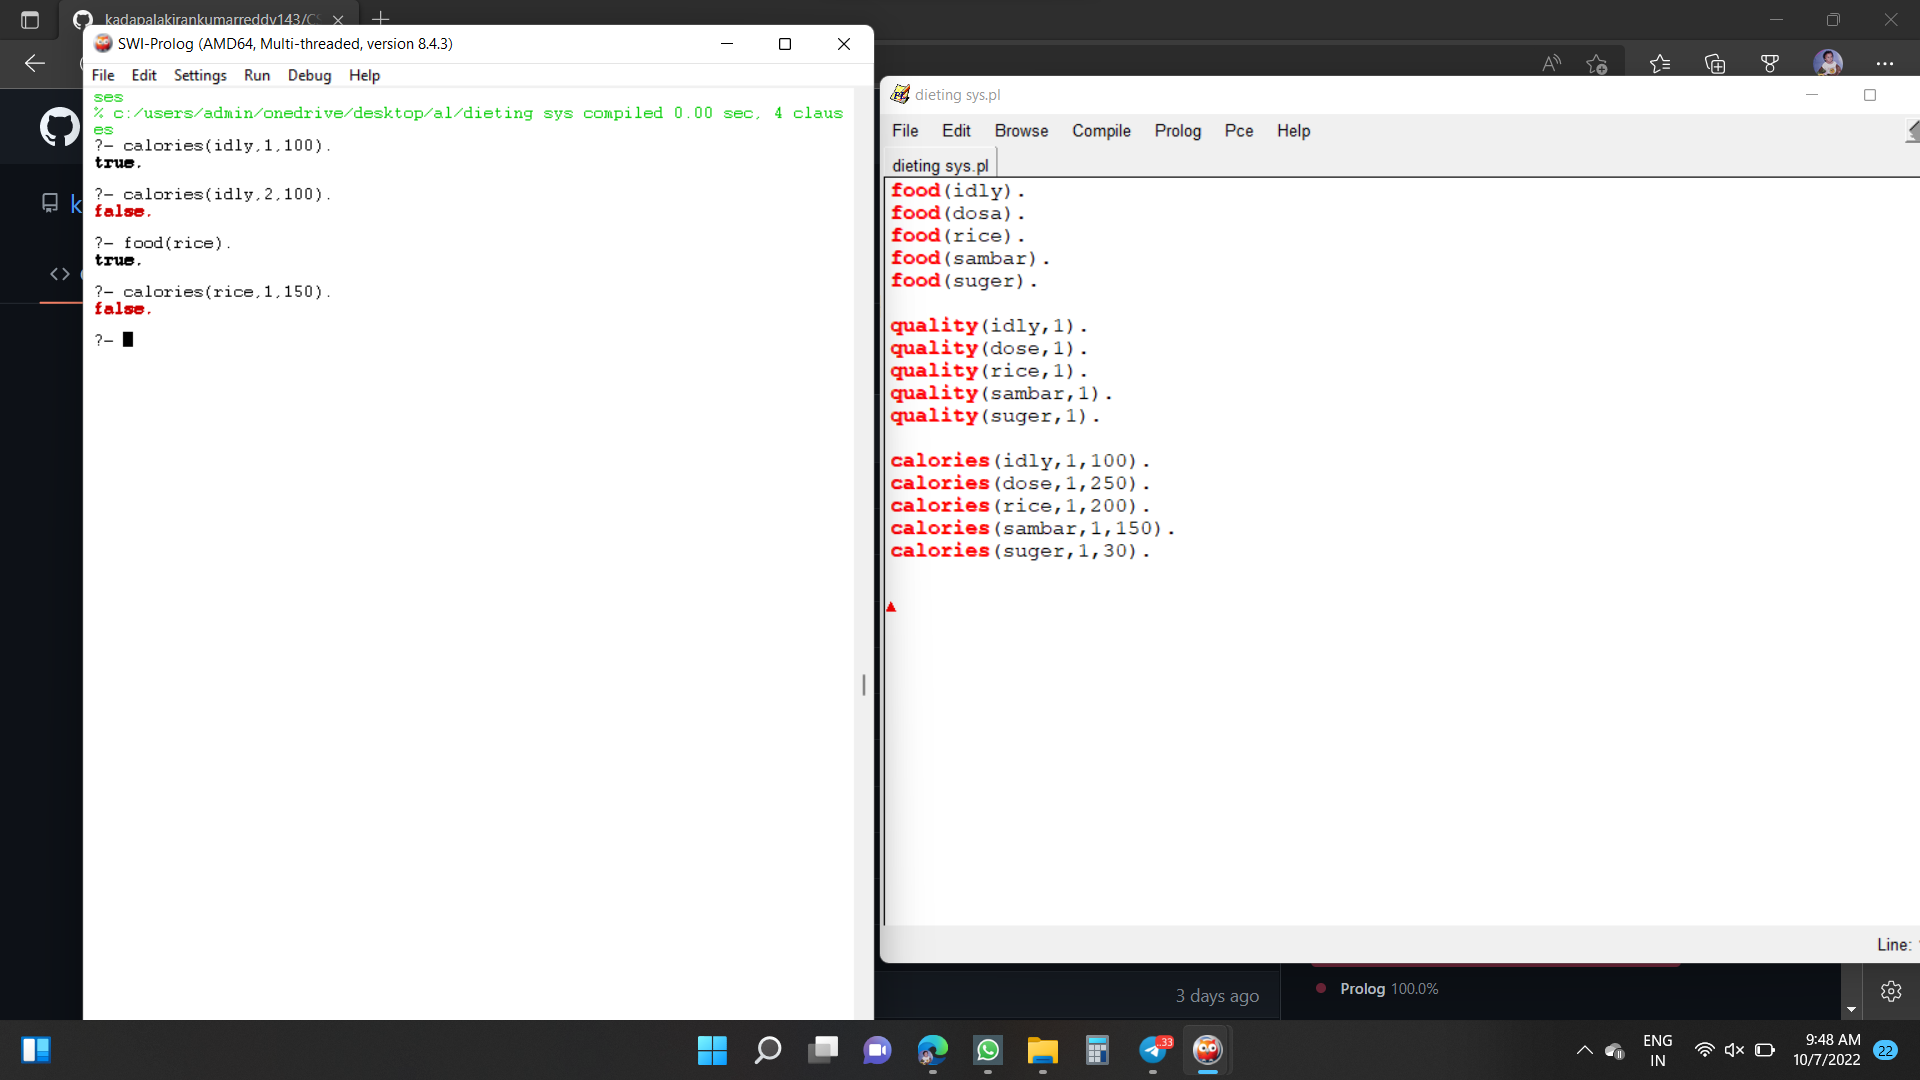 kadapalakirankumarreddy143/CS
SWI-Prolog (AMD64, Multi-threaded, version 8.4.3)
File Edit Settings Run Debug Help
ses
% c:/users/admin/onedrive/desktop/al/dieting sys compiled 0.00 sec, 4 claus
es
?- calories(idly,1,100).
true.
?- calories(idly,2,100).
false.
?- food(rice).
true.
?- calories(rice,1,150).
false.
?-
k
dieting sys.pl
File Edit Browse Compile Prolog Pce Help
dieting sys.pl
food(idly).
food(dosa).
food(rice).
food(sambar).
food(suger).
quality(idly,1).
quality(dose,1).
quality(rice,1).
quality(sambar,1).
quality(suger,1).
calories(idly,1,100).
calories(dose,1,250).
calories(rice,1,200).
calories(sambar,1,150).
calories(suger,1,30).
Line:
3 days ago
Prolog 100.0%
33
ENG
IN
9:48 AM
10/7/2022
22